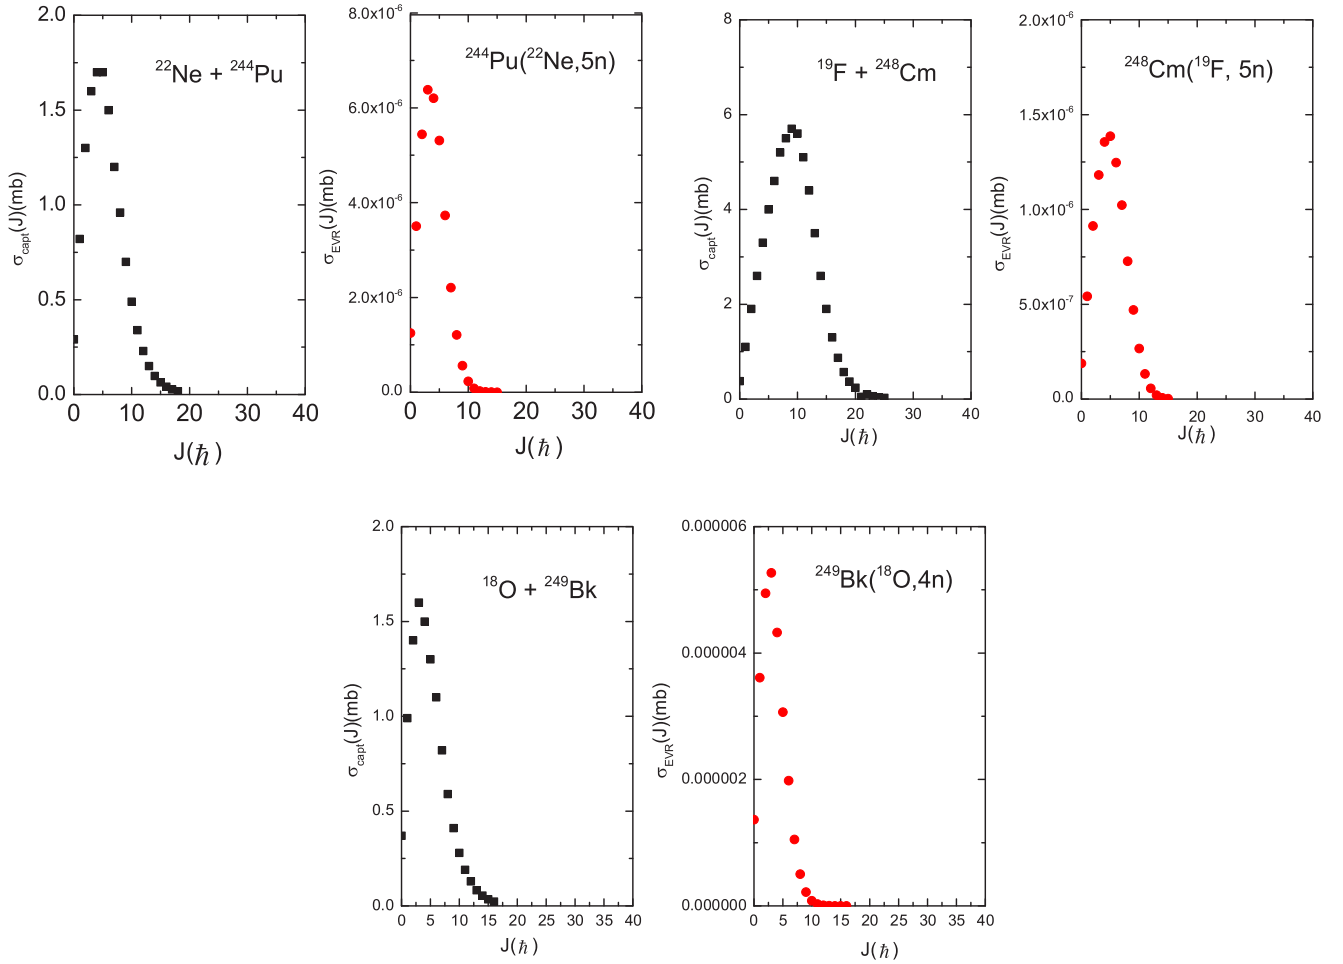 ²²Ne + ²⁴⁴Pu
σcapt(J)(mb)
2.0
1.5
1.0
0.5
0.0
0 10 20 30 40
J(ℏ)
²⁴⁴Pu(²²Ne,5n)
σEVR(J)(mb)
8.0x10⁻⁶
6.0x10⁻⁶
4.0x10⁻⁶
2.0x10⁻⁶
0.0
0 10 20 30 40
J(ℏ)
¹⁹F + ²⁴⁸Cm
σcapt(J)(mb)
8
6
4
2
0
0 10 20 30 40
J(ℏ)
²⁴⁸Cm(¹⁹F, 5n)
σEVR(J)(mb)
2.0x10⁻⁶
1.5x10⁻⁶
1.0x10⁻⁶
5.0x10⁻⁷
0.0
0 10 20 30 40
J(ℏ)
¹⁸O + ²⁴⁹Bk
σcapt(J)(mb)
2.0
1.5
1.0
0.5
0.0
0 5 10 15 20 25 30 35 40
J(ℏ)
²⁴⁹Bk(¹⁸O,4n)
σEVR(J)(mb)
0.000006
0.000004
0.000002
0.000000
0 5 10 15 20 25 30 35 40
J(ℏ)